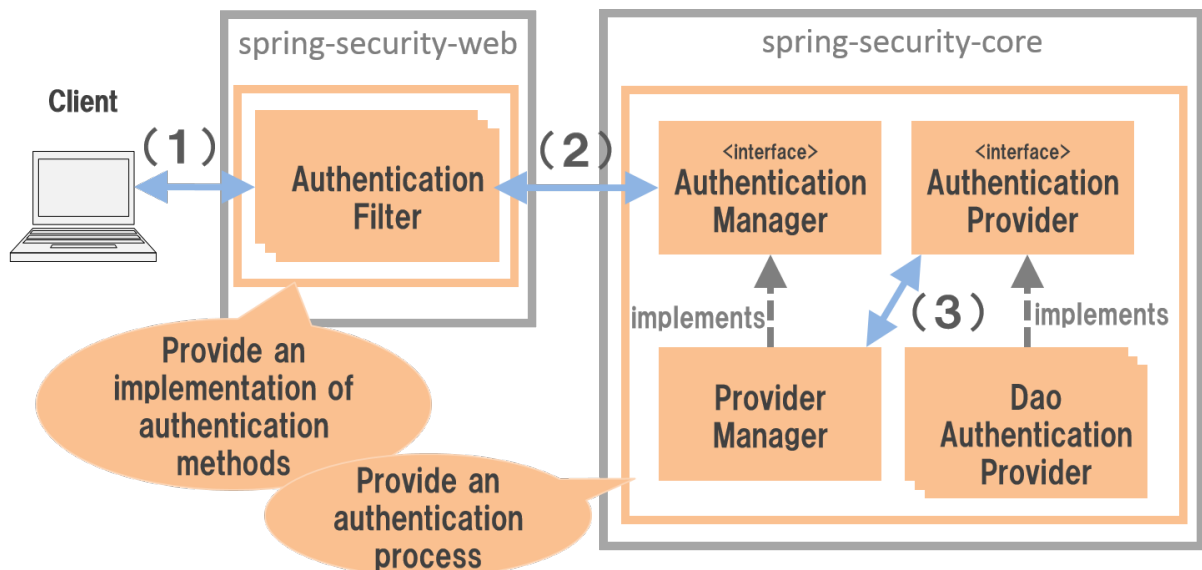 spring-security-web
spring-security-core
Client
(1)
Authentication
Filter
(2)
<interface>
Authentication
Manager
<interface>
Authentication
Provider
implements
(3)
implements
Provider
Manager
Dao
Authentication
Provider
Provide an
implementation of
authentication
methods
Provide an
authentication
process